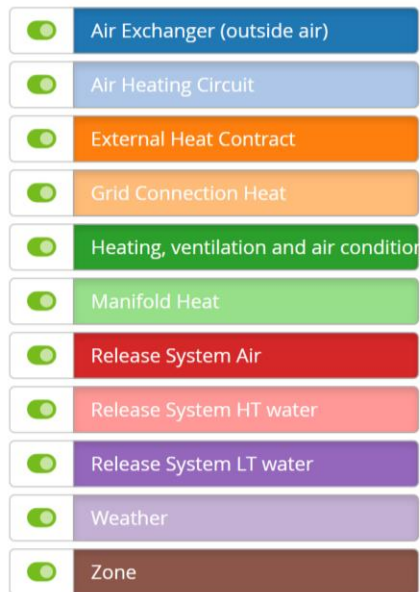 Air Exchanger (outside air)
Air Heating Circuit
External Heat Contract
Grid Connection Heat
Heating, ventilation and air condition
Manifold Heat
Release System Air
Release System HT water
Release System LT water
Weather
Zone